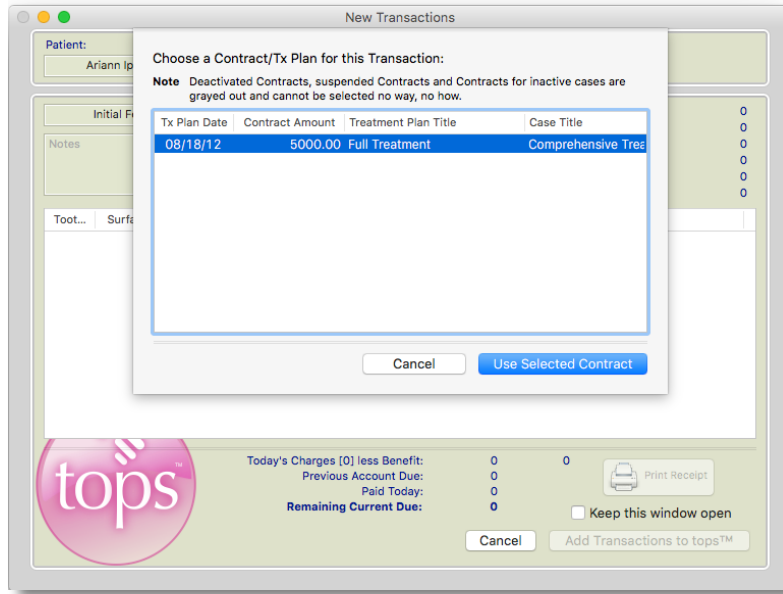 New Transactions
Patient:
Ariann Ip
Choose a Contract/Tx Plan for this Transaction:
Note Deactivated Contracts, suspended Contracts and Contracts for inactive cases are
grayed out and cannot be selected no way, no how.
Tx Plan Date Contract Amount Treatment Plan Title Case Title
08/18/12 5000.00 Full Treatment Comprehensive Trea
Cancel Use Selected Contract
Initial F
Notes
0
0
0
0
0
0
Toot... Surfa
tops™
Today's Charges [0] less Benefit: 0 0
Previous Account Due: 0
Paid Today: 0
Remaining Current Due: 0
Print Receipt
Keep this window open
Cancel Add Transactions to tops™